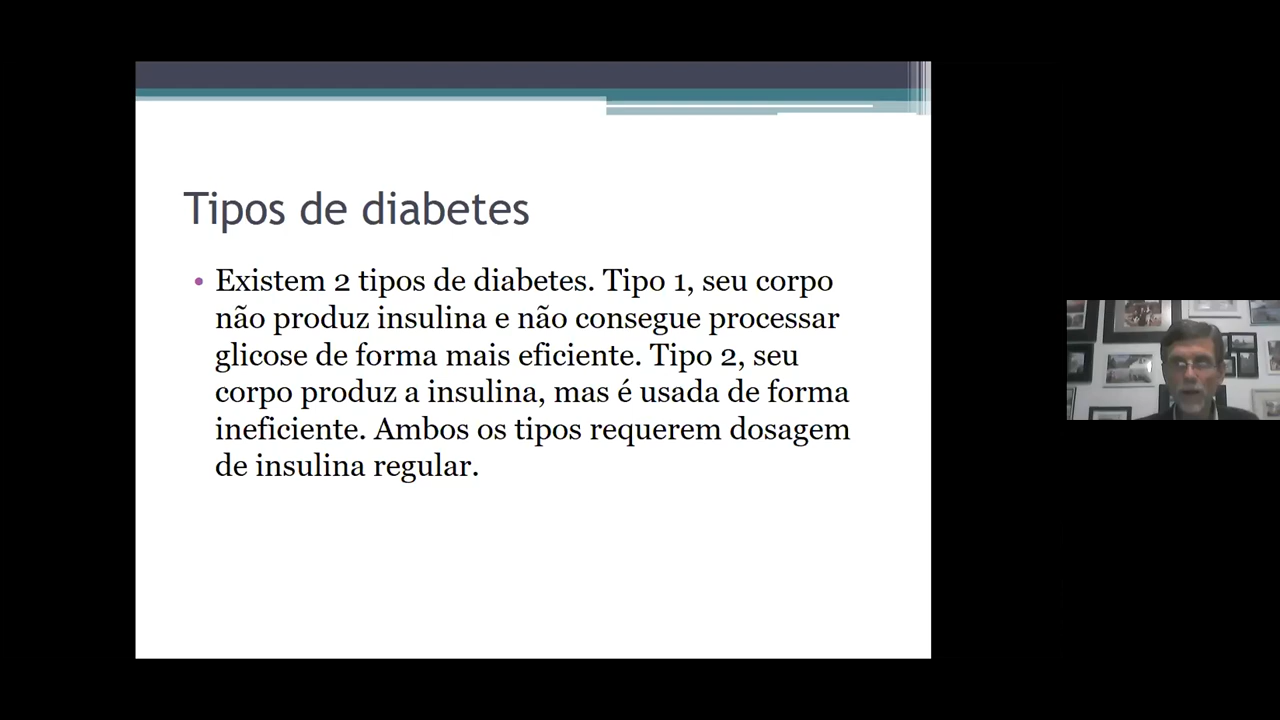 Tipos de diabetes
• Existem 2 tipos de diabetes. Tipo 1, seu corpo
não produz insulina e não consegue processar
glicose de forma mais eficiente. Tipo 2, seu
corpo produz a insulina, mas é usada de forma
ineficiente. Ambos os tipos requerem dosagem
de insulina regular.